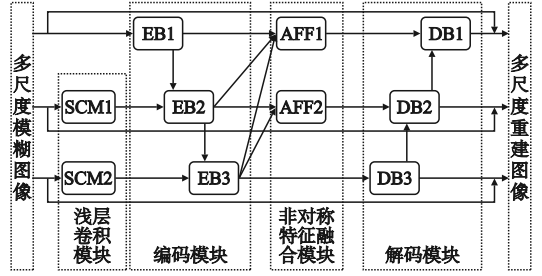 多尺度模糊图像
EB1
AFF1
DB1
SCM1
EB2
AFF2
DB2
SCM2
EB3
DB3
多尺度重建图像
浅层
卷积
模块
编码模块
非对称
特征融
合模块
解码模块